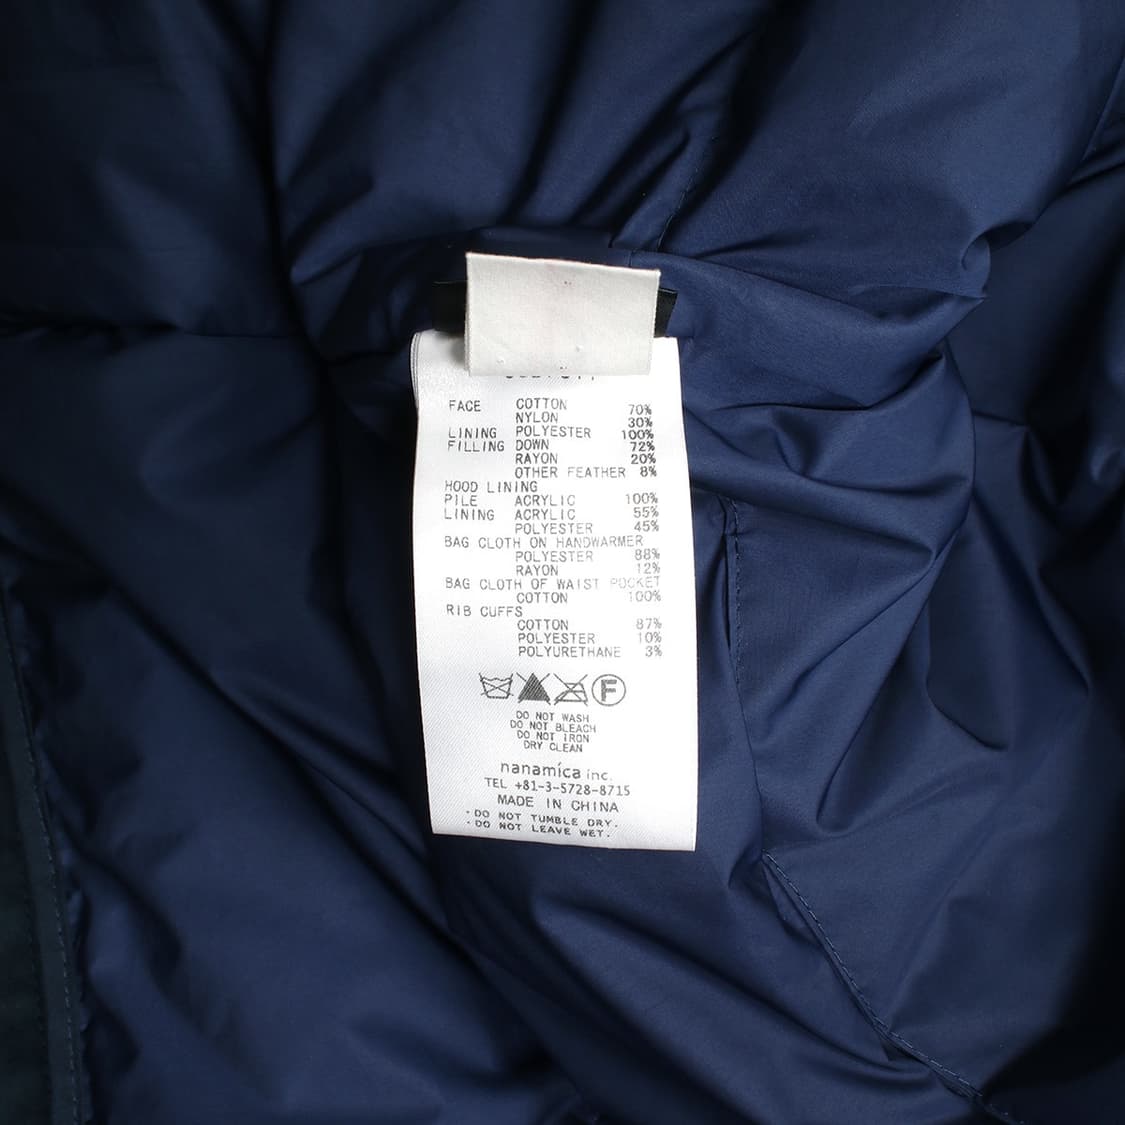 FACE COTTON 70%
NYLON 30%
LINING POLYESTER 100%
FILLING DOWN 72%
RAYON 20%
OTHER FEATHER 8%
HOOD LINING
PILE ACRYLIC 100%
LINING ACRYLIC 55%
POLYESTER 45%
BAG CLOTH ON HANDWARMER
POLYESTER 88%
RAYON 12%
BAG CLOTH OF WAIST POCKET
COTTON 100%
RIB CUFFS
COTTON 87%
POLYESTER 10%
POLYURETHANE 3%
F
DO NOT WASH
DO NOT BLEACH
DO NOT IRON
DRY CLEAN
nanamíca inc.
TEL +81-3-5728-8715
MADE IN CHINA
·DO NOT TUMBLE DRY.
·DO NOT LEAVE WET.